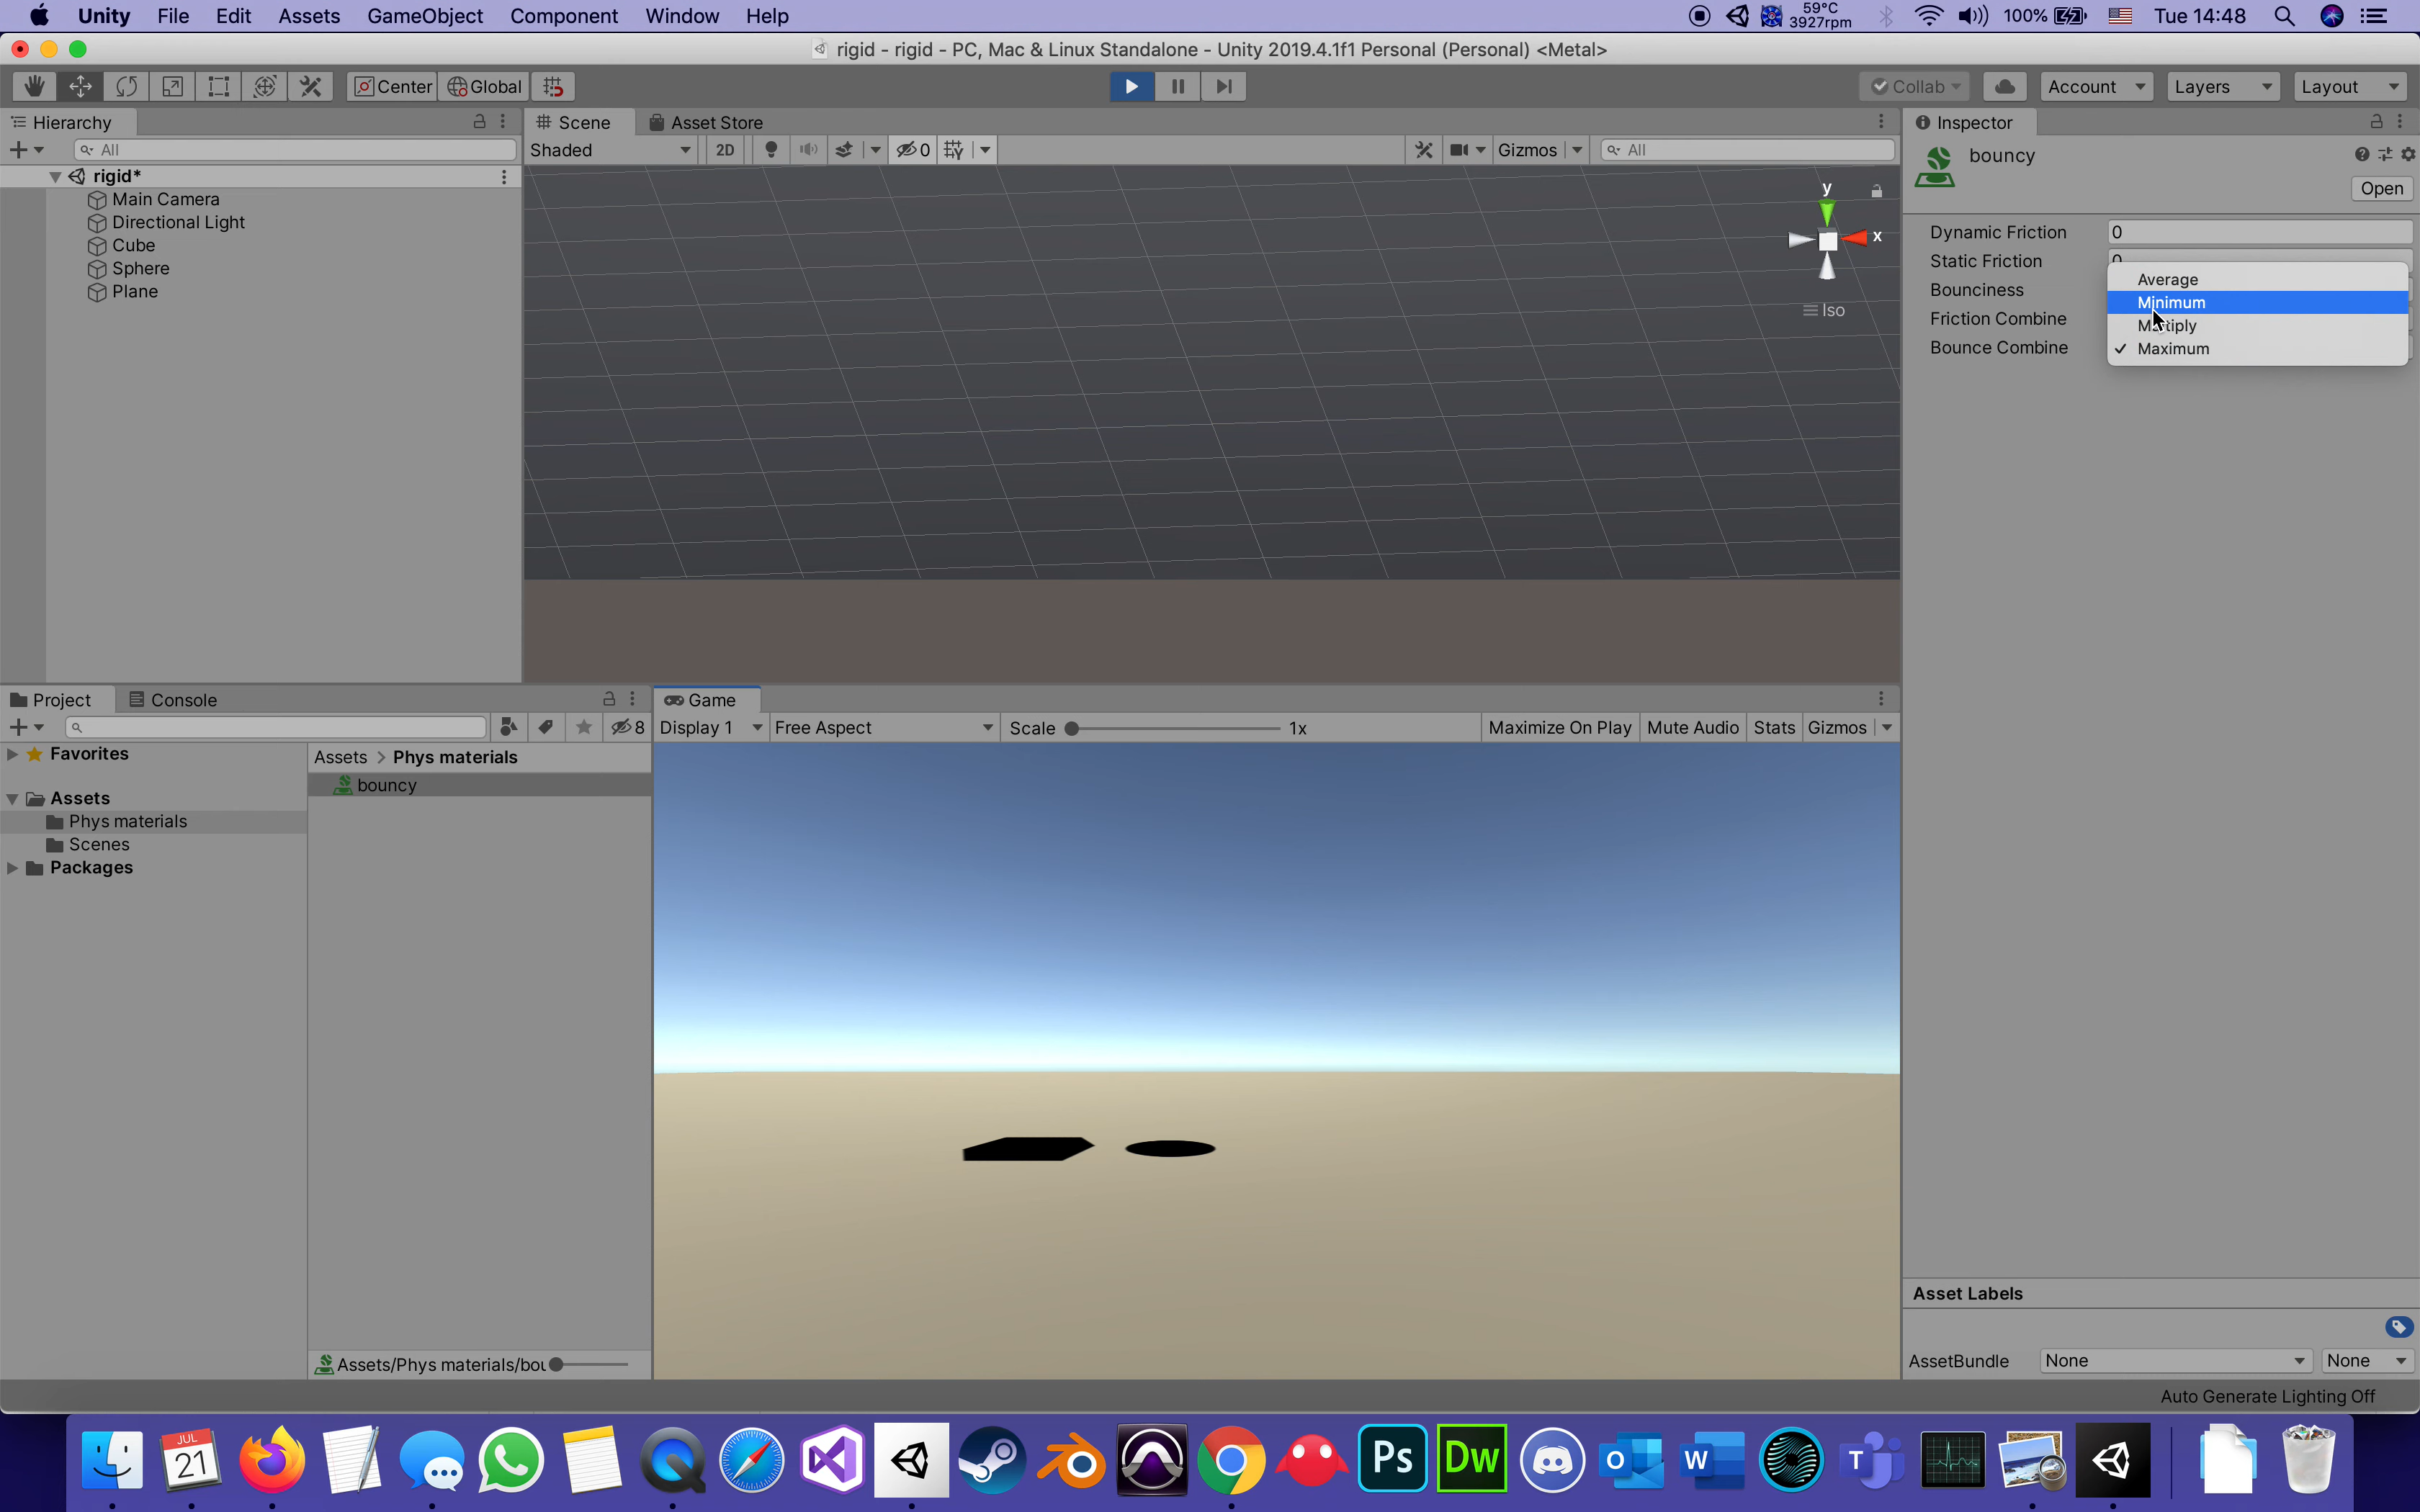 Unity File Edit Assets GameObject Component Window Help 59°C 3927rpm 100% Tue 14:48
rigid - rigid - PC, Mac & Linux Standalone - Unity 2019.4.1f1 Personal (Personal) <Metal>
Center Global Collab Account Layers Layout
Hierarchy
All
rigid*
Main Camera
Directional Light
Cube
Sphere
Plane
Scene Asset Store
Shaded 2D 0 Gizmos All
y
x
Iso
Inspector
bouncy
Open
Dynamic Friction 0
Static Friction 0
Bounciness
Friction Combine
Bounce Combine
Average
Minimum
Multiply
Maximum
Project Console
8
Favorites
Assets
Phys materials
Scenes
Packages
Assets > Phys materials
bouncy
Assets/Phys materials/bou
Game
Display 1 Free Aspect Scale 1x Maximize On Play Mute Audio Stats Gizmos
Asset Labels
AssetBundle None None
Auto Generate Lighting Off
JUL
21
Ps
Dw
O
W
T